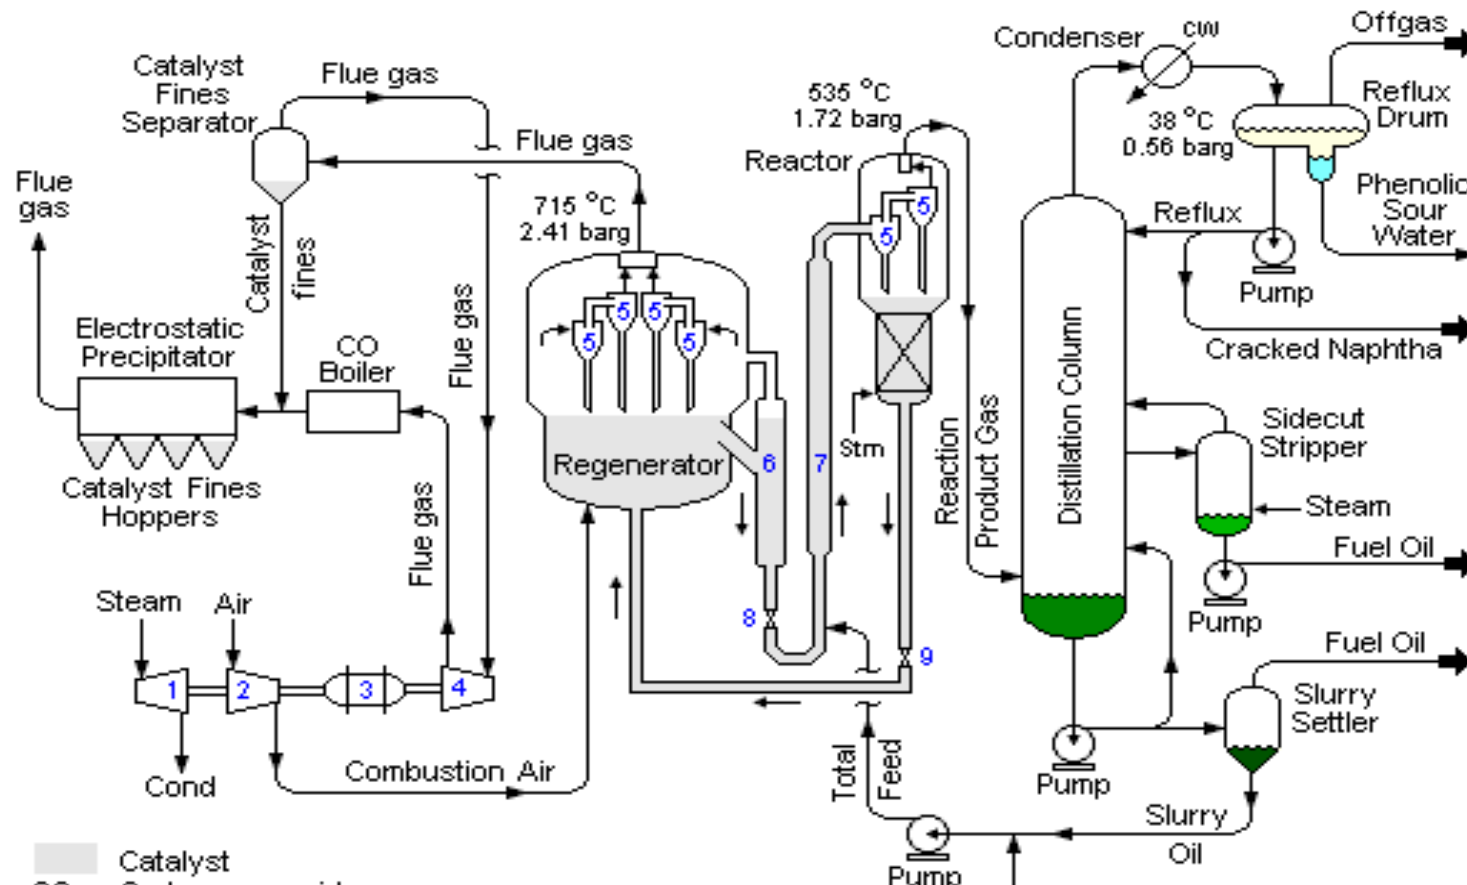 Offgas
CW
Condenser
Catalyst
Fines
Separator
Flue gas
535 °C
1.72 barg
Reflux
Drum
38 °C
0.56 barg
Flue gas
Reactor
Flue
gas
715 °C
2.41 barg
5
5
Phenolic
Sour
Water
Reflux
Catalyst
fines
Pump
Electrostatic
Precipitator
CO
Boiler
Flue gas
5
5
5
5
Cracked Naphtha
Distillation Column
Sidecut
Stripper
Stm
Reaction
Product Gas
Regenerator
6
7
Catalyst Fines
Hoppers
Steam
Flue gas
Fuel Oil
Steam
Air
8
Pump
9
Fuel Oil
1
2
3
4
Slurry
Settler
Combustion Air
Cond
Total
Feed
Pump
Slurry
Oil
Catalyst
Pump